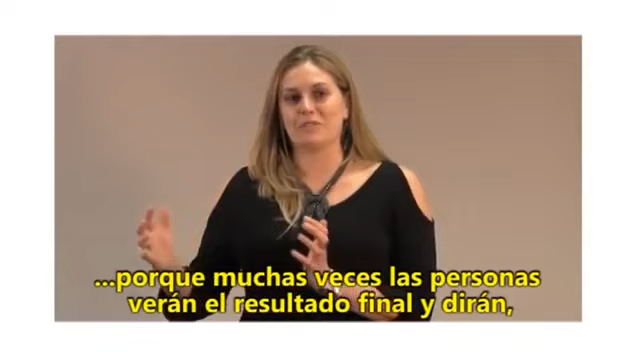 ...porque muchas veces las personas
verán el resultado final y dirán,